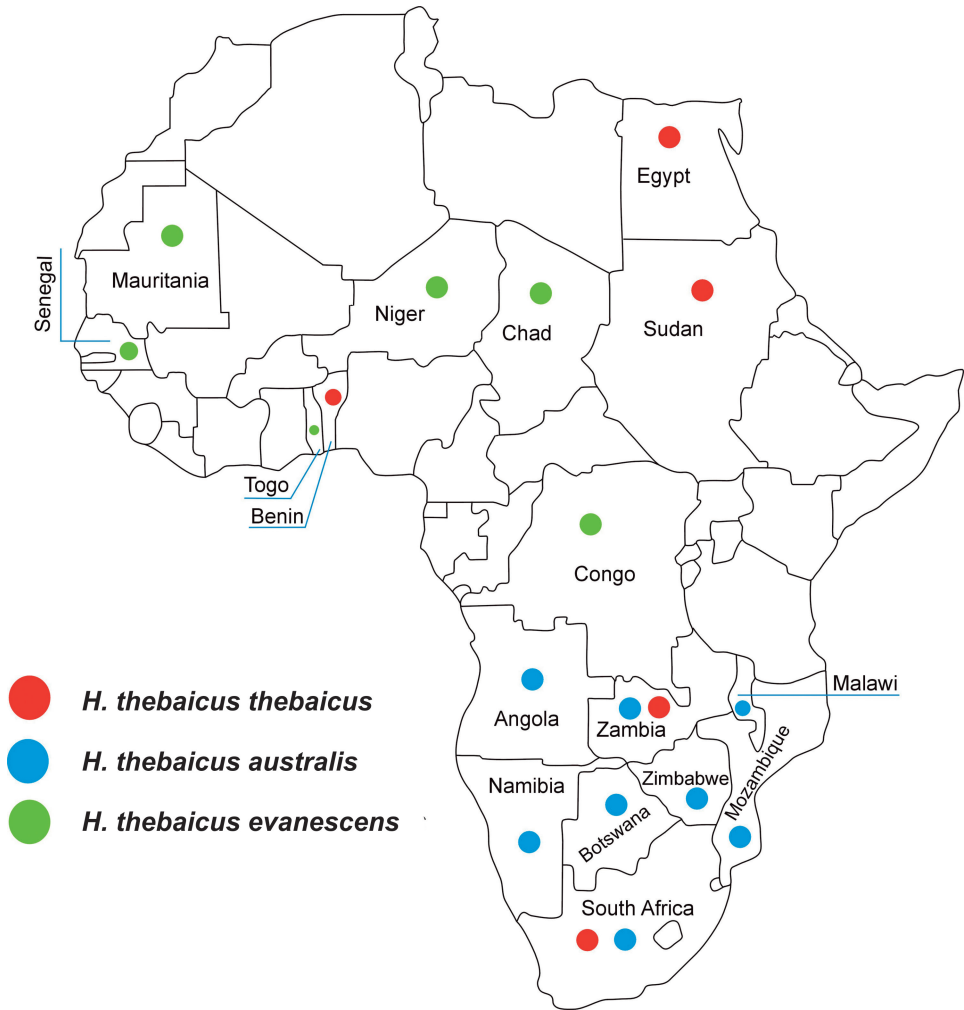 Egypt
Senegal
Mauritania
Niger
Chad
Sudan
Togo
Benin
Congo
H. thebaicus thebaicus
Malawi
Angola
Zambia
H. thebaicus australis
Namibia
Zimbabwe
Mozambique
H. thebaicus evanescens
Botswana
South Africa